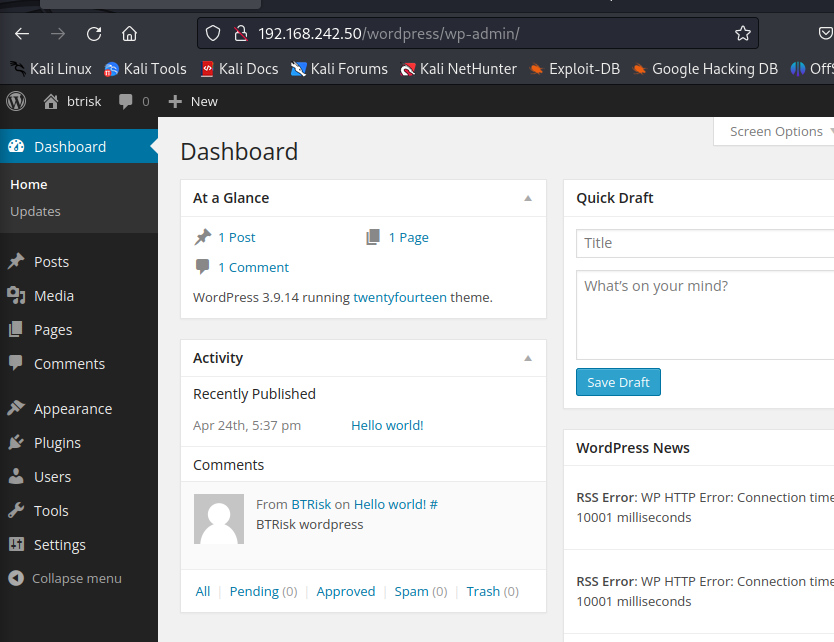 192.168.242.50/wordpress/wp-admin/
Kali Linux Kali Tools Kali Docs Kali Forums Kali NetHunter Exploit-DB Google Hacking DB OffS
btrisk 0 New
Screen Options
Dashboard
Home
Updates
Posts
Media
Pages
Comments
Appearance
Plugins
Users
Tools
Settings
Collapse menu
Dashboard
At a Glance
1 Post 1 Page
1 Comment
WordPress 3.9.14 running twentyfourteen theme.
Activity
Recently Published
Apr 24th, 5:37 pm Hello world!
Comments
From BTRisk on Hello world! #
BTRisk wordpress
All | Pending (0) | Approved | Spam (0) | Trash (0)
Quick Draft
Title
What's on your mind?
Save Draft
WordPress News
RSS Error: WP HTTP Error: Connection time
10001 milliseconds
RSS Error: WP HTTP Error: Connection time
10001 milliseconds